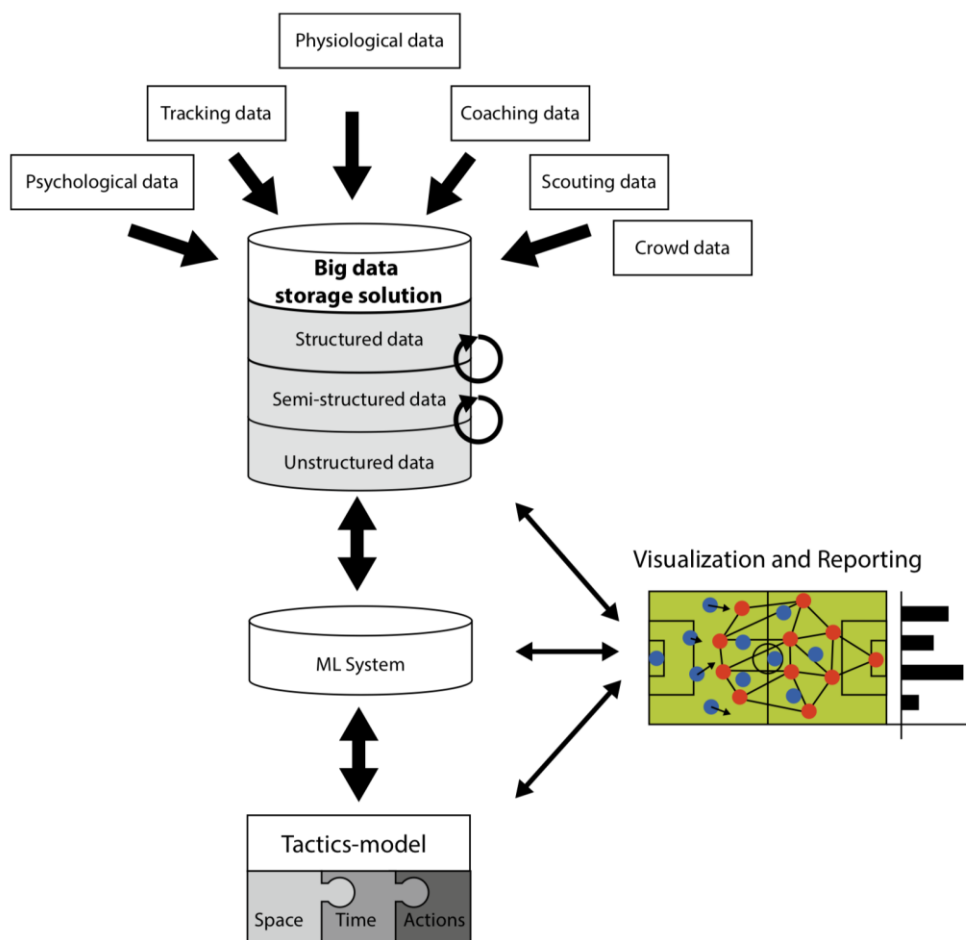 Physiological data
Tracking data
Coaching data
Psychological data
Scouting data
Crowd data
Big data
storage solution
Structured data
Semi-structured data
Unstructured data
Visualization and Reporting
ML System
Tactics-model
Space
Time
Actions